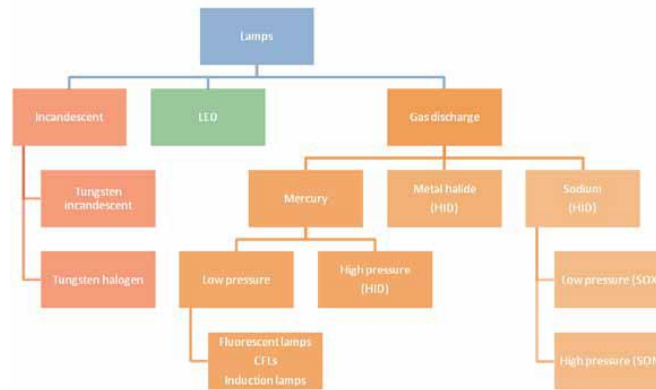 Lamps
Incandescent
LED
Gas discharge
Tungsten
incandescent
Mercury
Metal halide
(HID)
Sodium
(HID)
Tungsten halogen
Low pressure
High pressure
(HID)
Low pressure (SOX
Fluorescent lamps
CFLs
Induction lamps
High pressure (SON